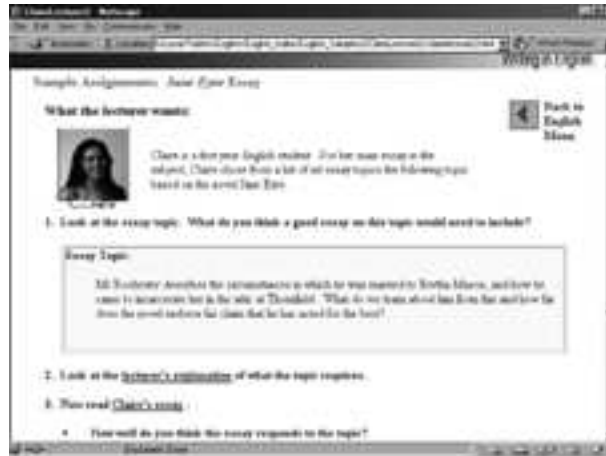 Netscape
Writing in English
Sample Assignments: Jane Eyre Essay
What the lecturer wants:
Back to
English
Menu
Claire is a first year English student. For her main essay in the
subject, Claire chose from a list of set essay topics the following topic
based on the novel Jane Eyre.
1. Look at the essay topic. What do you think a good essay on this topic would need to include?
Essay Topic:
Mr Rochester describes the circumstances in which he was married to Bertha Mason, and how he
came to incarcerate her in the attic at Thornfield. What do we learn about him from this and how far
does the novel endorse his claim that he has acted for the best?
2. Look at the lecturer's explanation of what the topic requires.
3. Now read Claire's essay.
• How well do you think the essay responds to the topic?